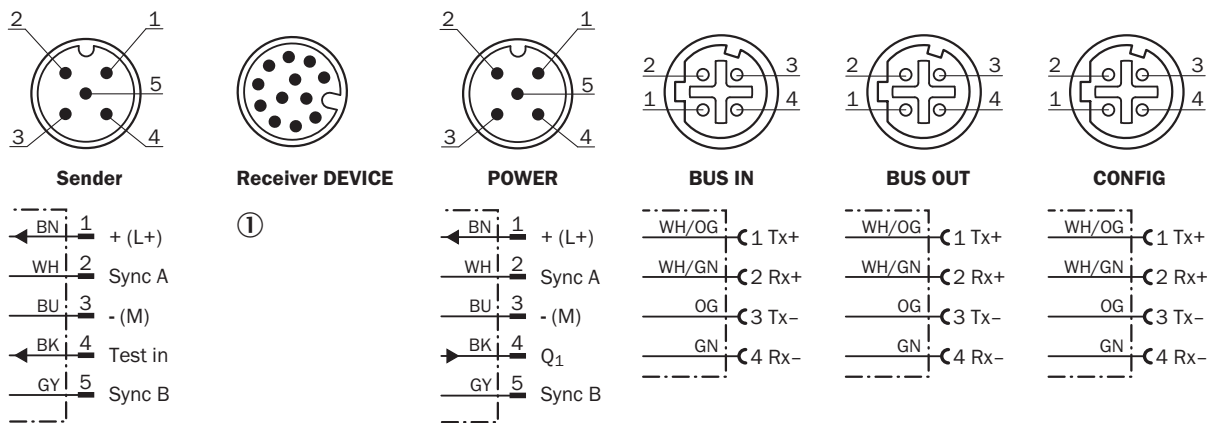 2 1
5
3 4
Sender
BN 1 + (L+)
WH 2 Sync A
BU 3 - (M)
BK 4 Test in
GY 5 Sync B
Receiver DEVICE
①
2 1
5
3 4
POWER
BN 1 + (L+)
WH 2 Sync A
BU 3 - (M)
BK 4 Q1
GY 5 Sync B
2 3
1 4
BUS IN
WH/OG 1 Tx+
WH/GN 2 Rx+
OG 3 Tx–
GN 4 Rx–
2 3
1 4
BUS OUT
WH/OG 1 Tx+
WH/GN 2 Rx+
OG 3 Tx–
GN 4 Rx–
2 3
1 4
CONFIG
WH/OG 1 Tx+
WH/GN 2 Rx+
OG 3 Tx–
GN 4 Rx–